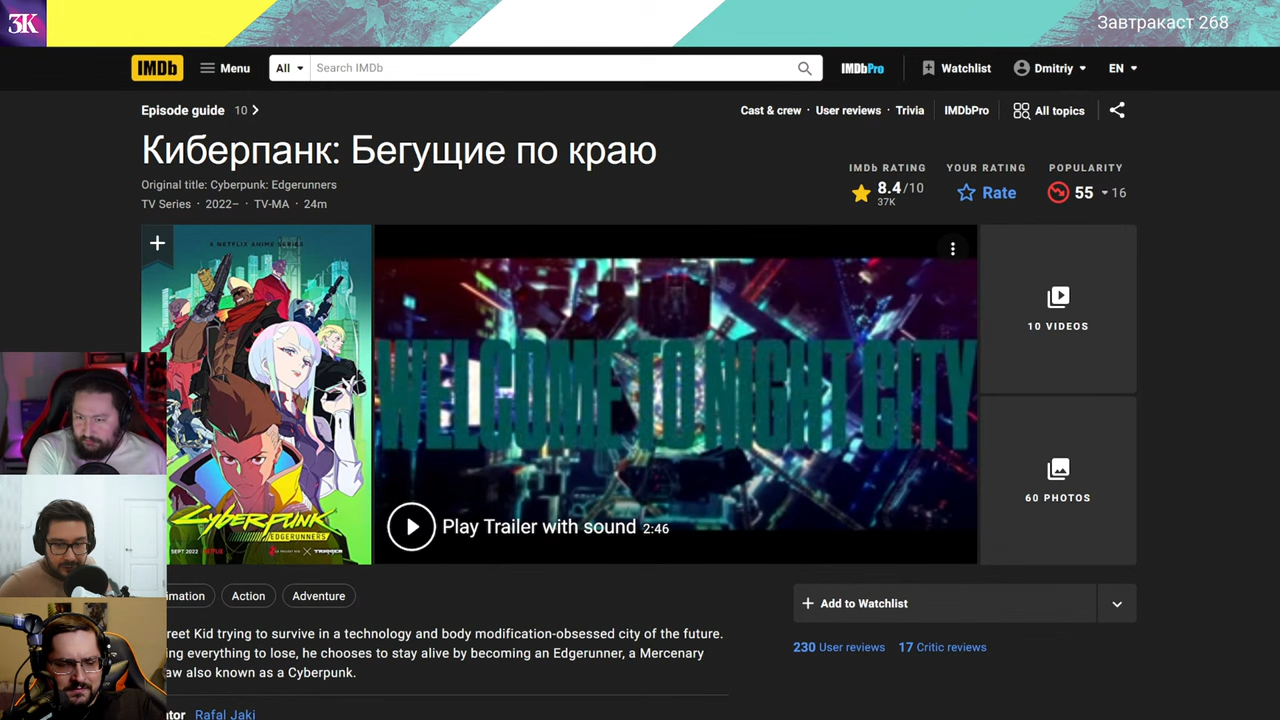 ЗК
Завтракаст 268
IMDb
Menu
All
Search IMDb
IMDbPro
Watchlist
Dmitriy
EN
Episode guide 10
Cast & crew · User reviews · Trivia
IMDbPro
All topics
Киберпанк: Бегущие по краю
Original title: Cyberpunk: Edgerunners
TV Series · 2022– · TV-MA · 24m
IMDb RATING
8.4/10
37K
YOUR RATING
Rate
POPULARITY
55
16
A NETFLIX ANIME SERIES
CYBERPUNK
EDGERUNNERS
SEPT 2022 NETFLIX
TRIGGER
WELCOME TO NIGHT CITY
Play Trailer with sound 2:46
10 VIDEOS
60 PHOTOS
mation
Action
Adventure
Add to Watchlist
230 User reviews 17 Critic reviews
reet Kid trying to survive in a technology and body modification-obsessed city of the future.
ing everything to lose, he chooses to stay alive by becoming an Edgerunner, a Mercenary
aw also known as a Cyberpunk.
tor Rafal Jaki